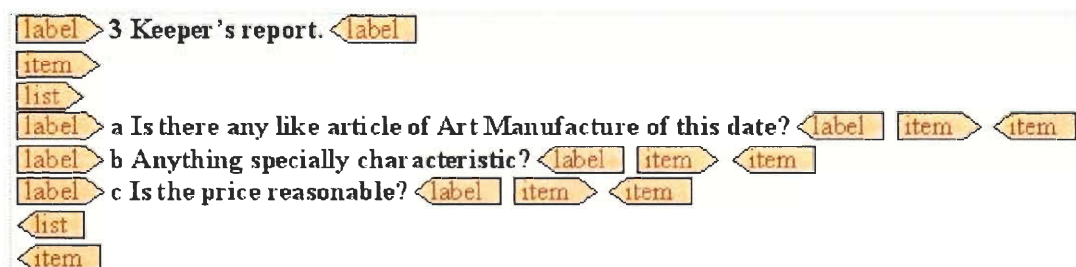 label 3 Keeper's report. label
item
list
label a Is there any like article of Art Manufacture of this date? label item item
label b Anything specially characteristic? label item item
label c Is the price reasonable? label item item
list
item